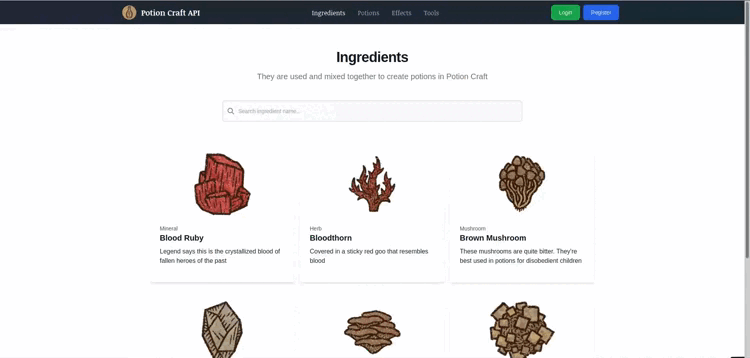 Potion Craft API
Ingredients Potions Effects Tools
Login Register
Ingredients
They are used and mixed together to create potions in Potion Craft
Search ingredient name...
Mineral
Blood Ruby
Legend says this is the crystallized blood of
fallen heroes of the past
Herb
Bloodthorn
Covered in a sticky red goo that resembles
blood
Mushroom
Brown Mushroom
These mushrooms are quite bitter. They're
best used in potions for disobedient children